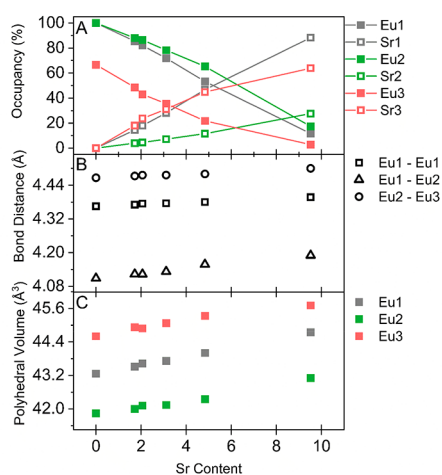 A
Occupancy (%)
100
80
60
40
20
0
Eu1
Sr1
Eu2
Sr2
Eu3
Sr3
B
Bond Distance (Å)
4.44
4.32
4.20
4.08
Eu1 - Eu1
Eu1 - Eu2
Eu2 - Eu3
C
Polyhedral Volume (Å³)
45.6
44.4
43.2
42.0
Eu1
Eu2
Eu3
0 2 4 6 8 10
Sr Content